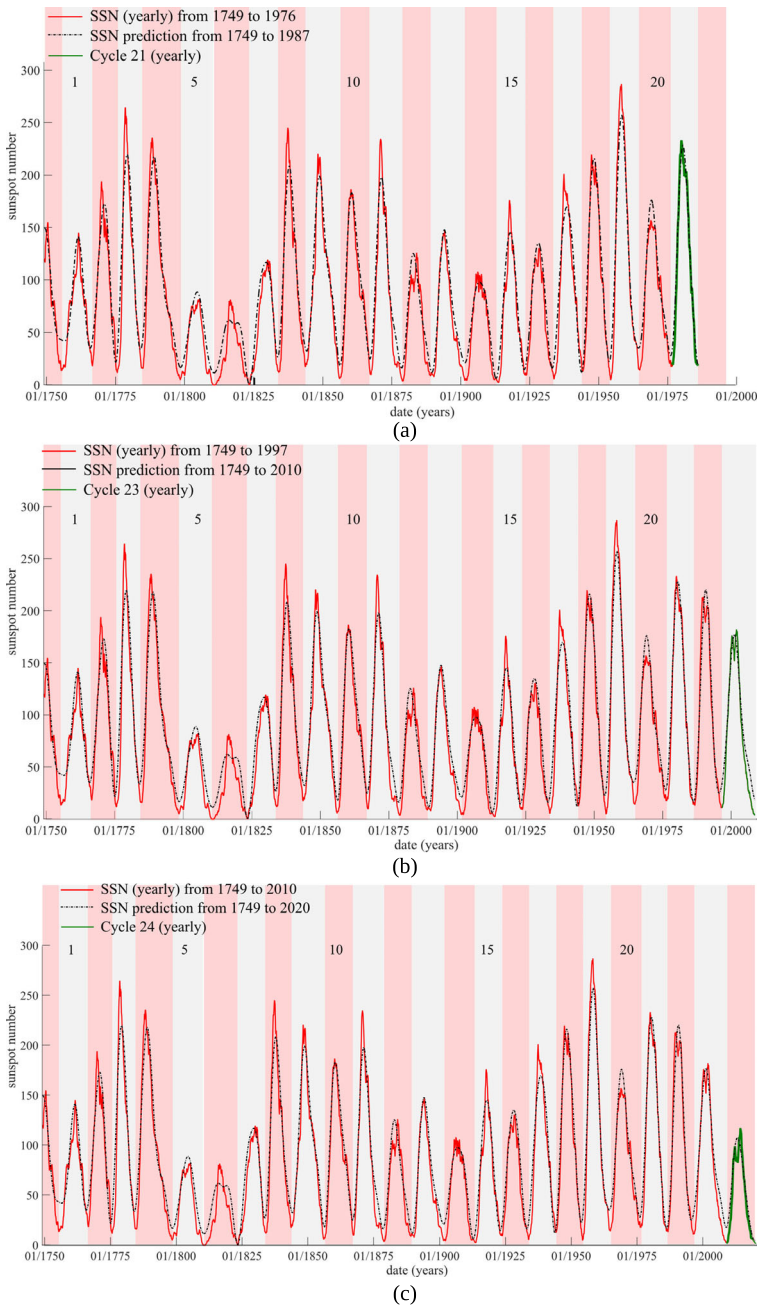 SSN (yearly) from 1749 to 1976
SSN prediction from 1749 to 1987
Cycle 21 (yearly)
1 5 10 15 20
300
250
200
150
100
50
0
sunspot number
01/1750 01/1775 01/1800 01/1825 01/1850 01/1875 01/1900 01/1925 01/1950 01/1975 01/2000
date (years)
(a)
SSN (yearly) from 1749 to 1997
SSN prediction from 1749 to 2010
Cycle 23 (yearly)
1 5 10 15 20
300
250
200
150
100
50
0
sunspot number
01/1750 01/1775 01/1800 01/1825 01/1850 01/1875 01/1900 01/1925 01/1950 01/1975 01/2000
date (years)
(b)
SSN (yearly) from 1749 to 2010
SSN prediction from 1749 to 2020
Cycle 24 (yearly)
1 5 10 15 20
300
250
200
150
100
50
0
sunspot number
01/1750 01/1775 01/1800 01/1825 01/1850 01/1875 01/1900 01/1925 01/1950 01/1975 01/2000
date (years)
(c)